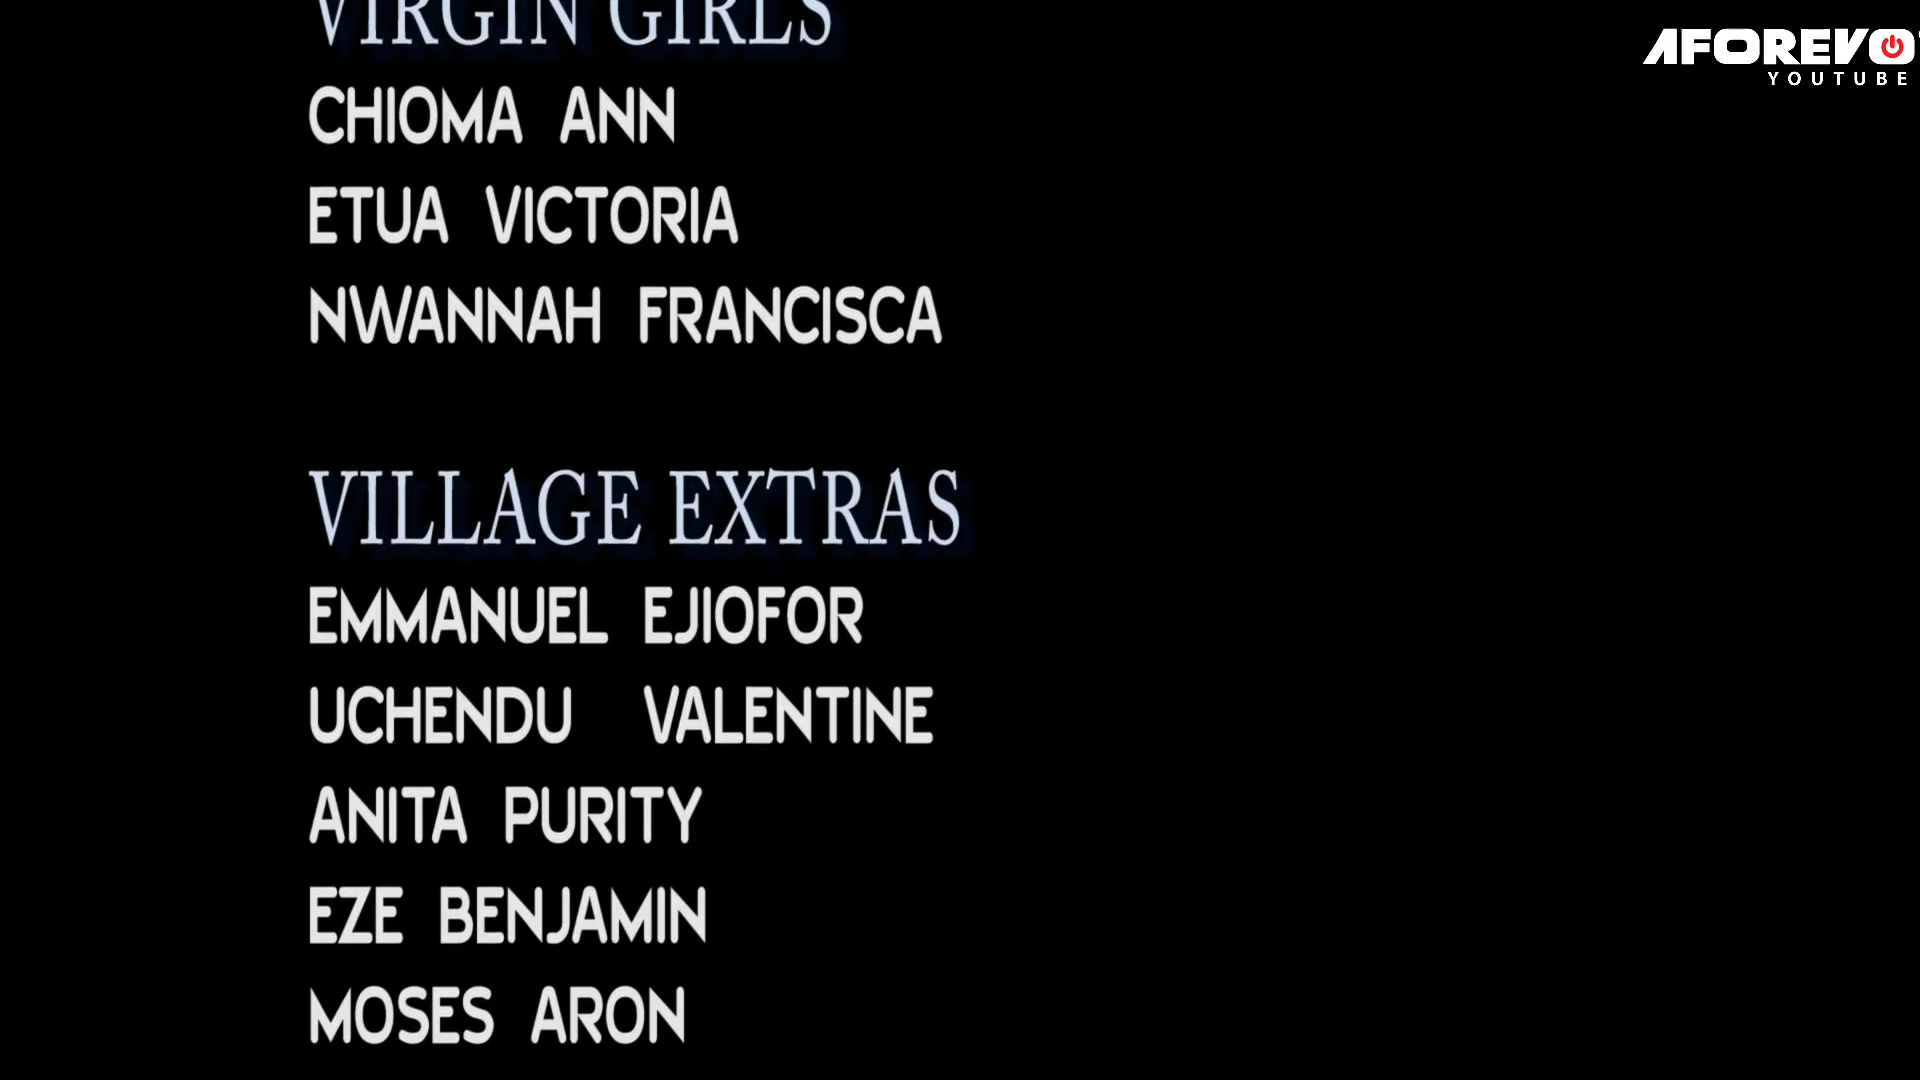 VIRGIN GIRLS
AFOREVO
YOUTUBE
CHIOMA ANN
ETUA VICTORIA
NWANNAH FRANCISCA
VILLAGE EXTRAS
EMMANUEL EJIOFOR
UCHENDU VALENTINE
ANITA PURITY
EZE BENJAMIN
MOSES ARON